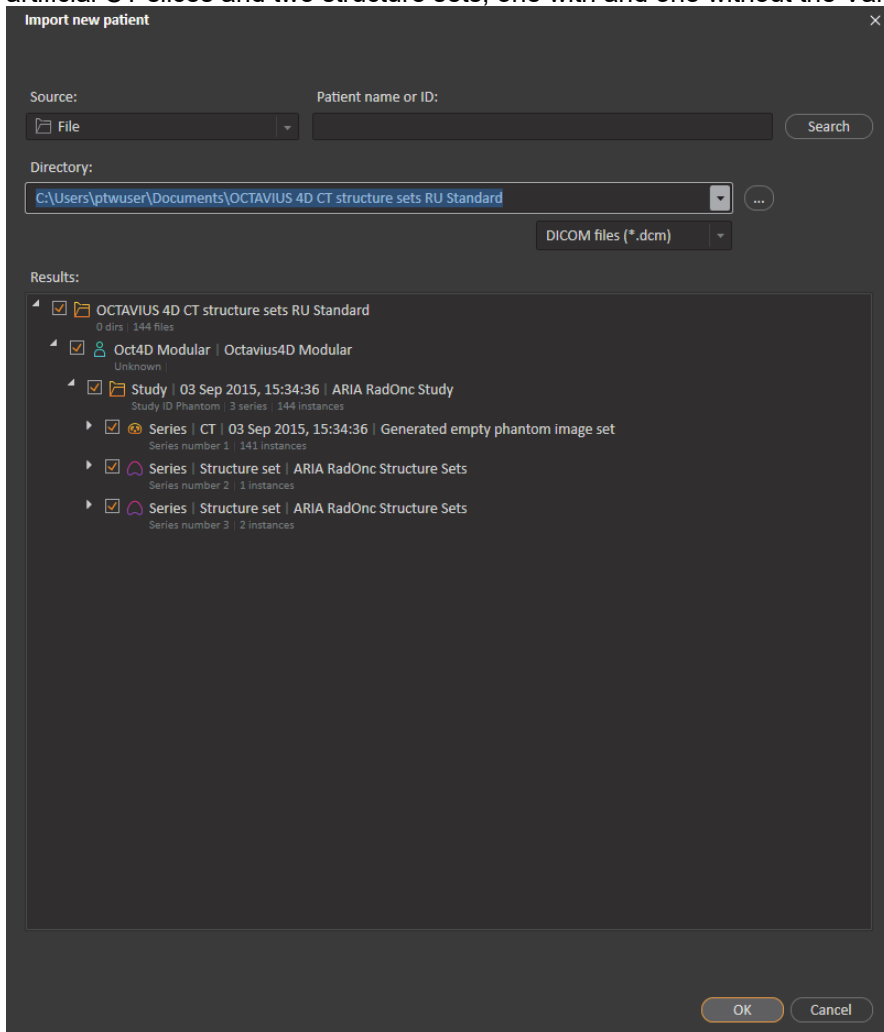 artificial CT slices and two structure sets, one with and one without the
Import new patient
Source:
Patient name or ID:
File
Search
Directory:
C:\Users\ptwuser\Documents\OCTAVIUS 4D CT structure sets RU Standard
...
DICOM files (*.dcm)
Results:
OCTAVIUS 4D CT structure sets RU Standard
0 dirs | 144 files
Oct4D Modular | Octavius4D Modular
Unknown |
Study | 03 Sep 2015, 15:34:36 | ARIA RadOnc Study
Study ID Phantom | 3 series | 144 instances
Series | CT | 03 Sep 2015, 15:34:36 | Generated empty phantom image set
Series number 1 | 141 instances
Series | Structure set | ARIA RadOnc Structure Sets
Series number 2 | 1 instances
Series | Structure set | ARIA RadOnc Structure Sets
Series number 3 | 2 instances
OK
Cancel